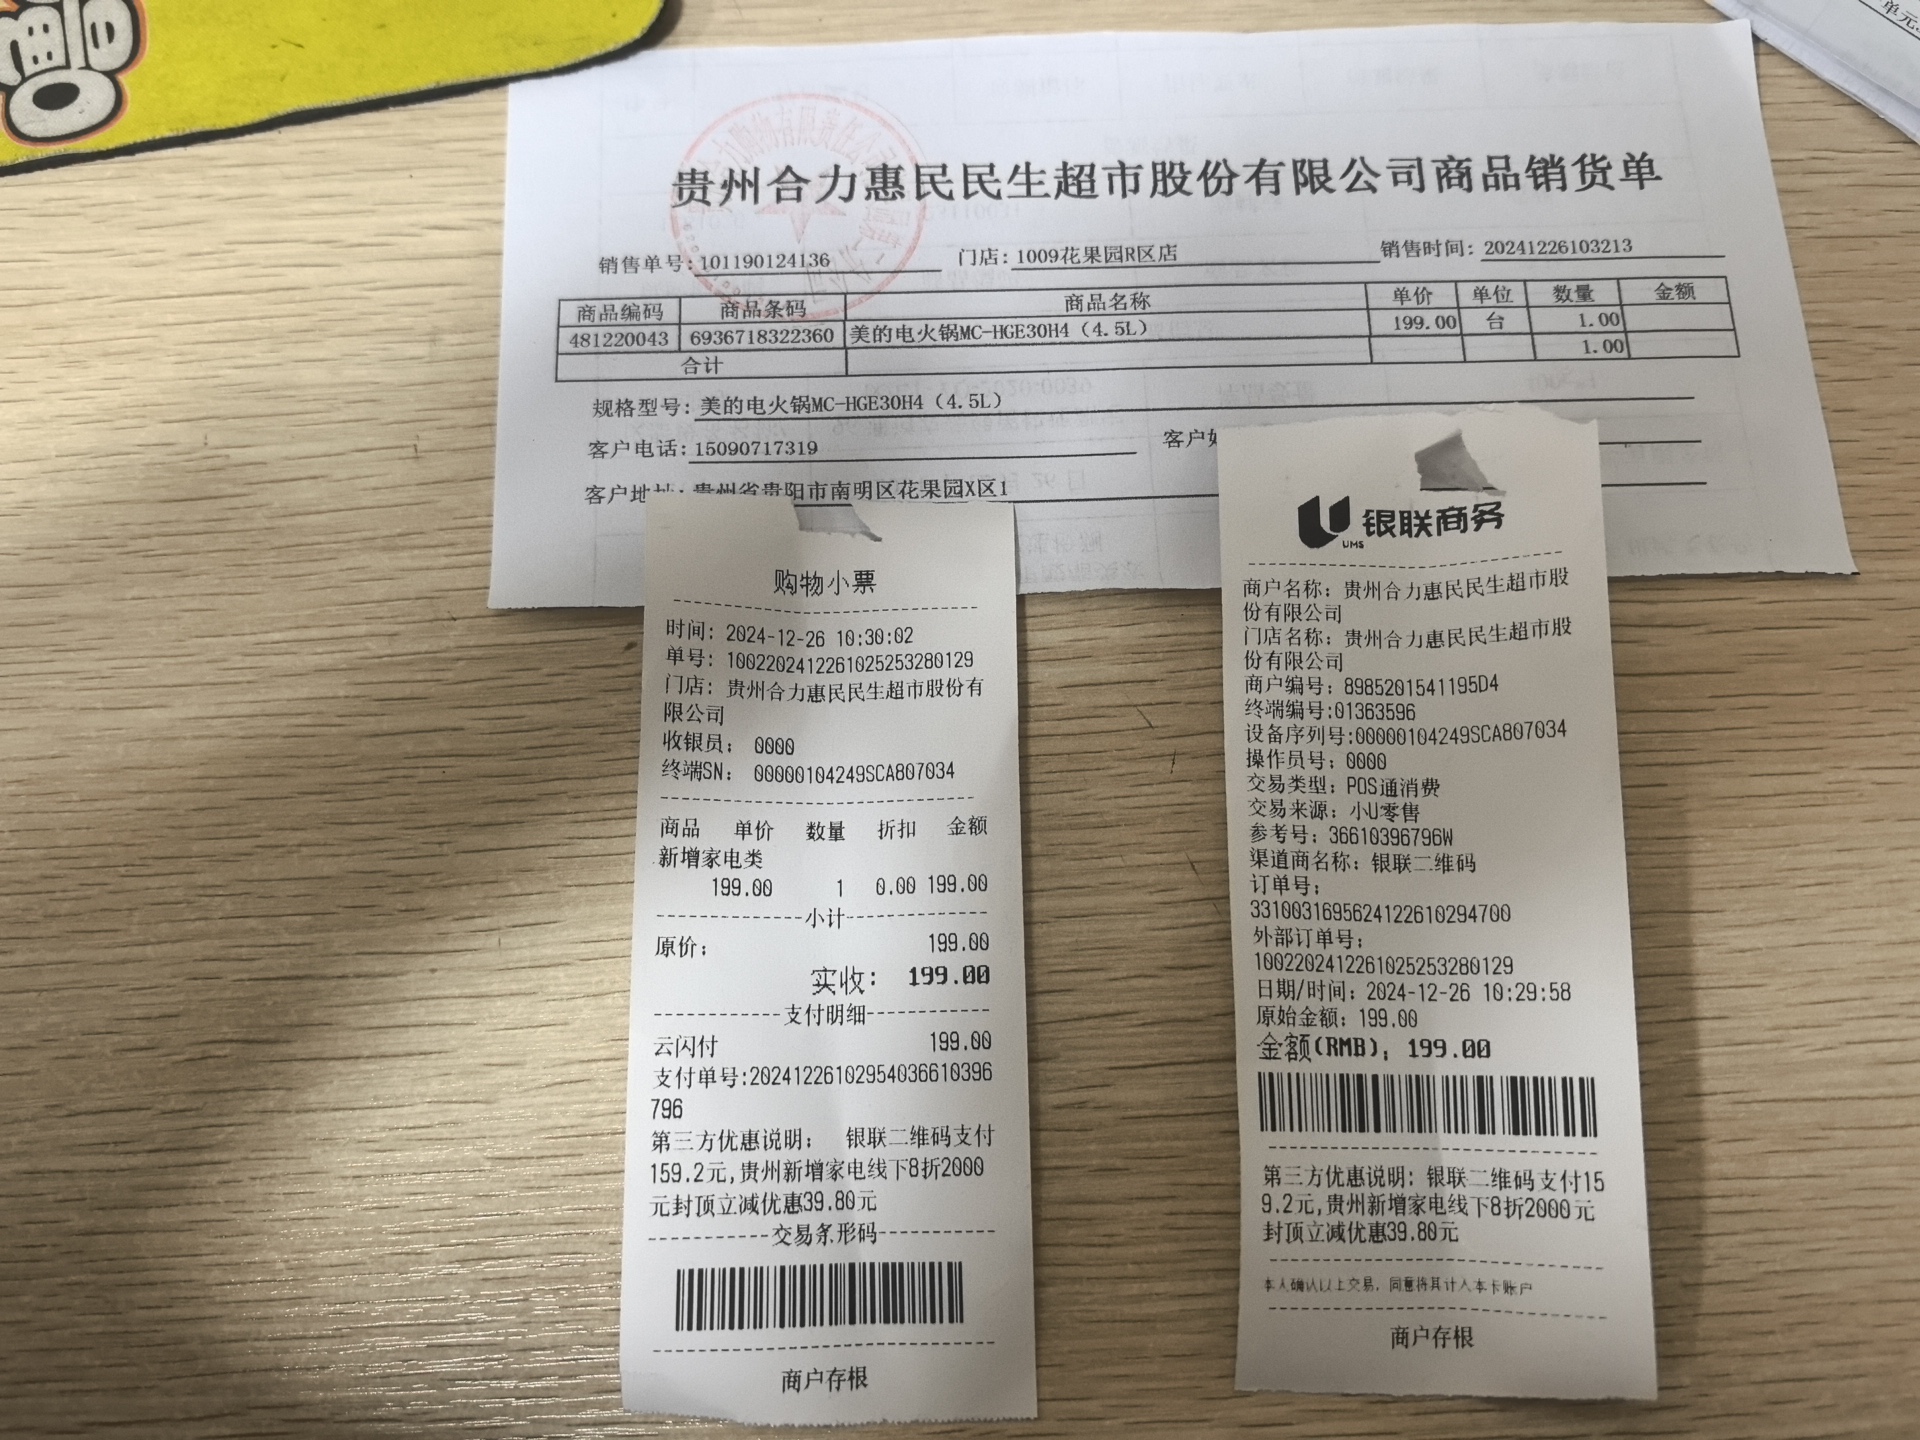 贵州合力惠民民生超市股份有限公司商品销货单
销售单号:101190124136 门店:1009花果园R区店 销售时间:20241226103213
商品编码 商品条码 商品名称 单价 单位 数量 金额
481220043 6936718322360 美的电火锅MC-HGE30H4（4.5L） 199.00 台 1.00
合计 1.00
规格型号:美的电火锅MC-HGE30H4（4.5L）
客户电话:15090717319 客户
客户地址:贵州省贵阳市南明区花果园X区1
购物小票
时间: 2024-12-26 10:30:02
单号: 10022024122610252532​80129
门店: 贵州合力惠民民生超市股份有
限公司
收银员: 0000
终端SN: 00000104249SCA807034
商品 单价 数量 折扣 金额
新增家电类
199.00 1 0.00 199.00
小计
原价: 199.00
实收: 199.00
支付明细
云闪付 199.00
支付单号:202412261029540366​10396
796
第三方优惠说明: 银联二维码支付
159.2元,贵州新增家电线下8折2000
元封顶立减优惠39.80元
交易条形码
商户存根
银联商务
UMS
商户名称: 贵州合力惠民民生超市股
份有限公司
门店名称: 贵州合力惠民民生超市股
份有限公司
商户编号: 8985201541195D4
终端编号:01363596
设备序列号:00000104249SCA807034
操作员号: 0000
交易类型: POS通消费
交易来源: 小U零售
参考号: 36610396796W
渠道商名称: 银联二维码
订单号:
33100316956241226102​94700
外部订单号:
10022024122610252532​80129
日期/时间: 2024-12-26 10:29:58
原始金额: 199.00
金额(RMB): 199.00
第三方优惠说明: 银联二维码支付15
9.2元,贵州新增家电线下8折2000元
封顶立减优惠39.80元
本人确认以上交易, 同意将其计入本卡账户
商户存根